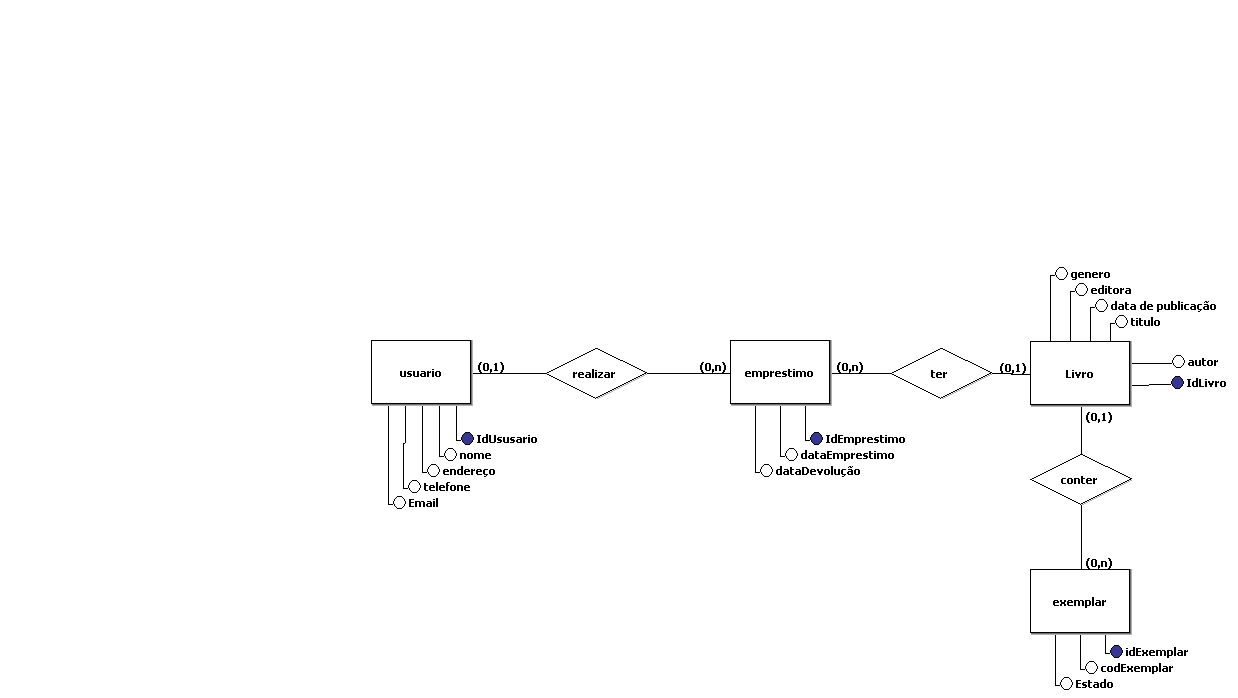 genero
editora
data de publicação
titulo
usuario
(0,1)
realizar
(0,n)
emprestimo
(0,n)
ter
(0,1)
Livro
autor
IdLivro
(0,1)
IdUsusario
nome
endereço
telefone
Email
IdEmprestimo
dataEmprestimo
dataDevolução
conter
(0,n)
exemplar
idExemplar
codExemplar
Estado